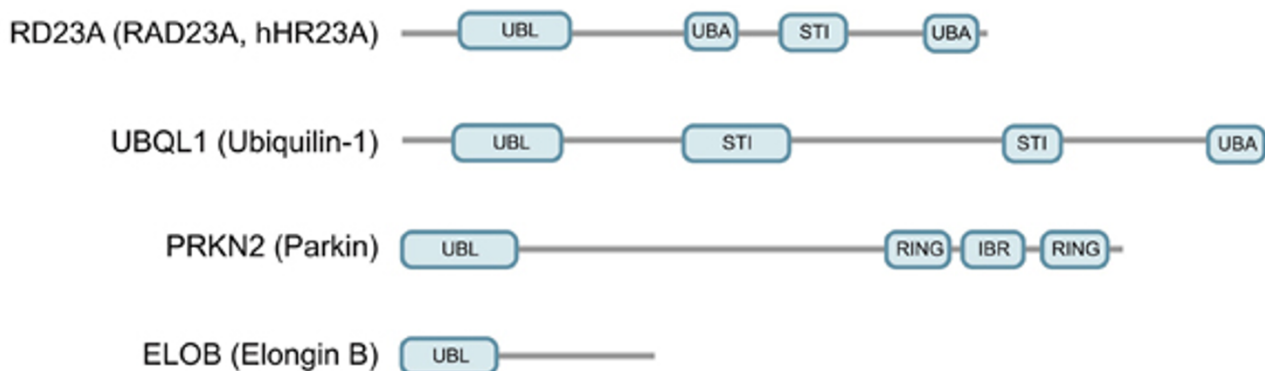 RD23A (RAD23A, hHR23A) UBL UBA STI UBA
UBQL1 (Ubiquilin-1) UBL STI STI UBA
PRKN2 (Parkin) UBL RING IBR RING
ELOB (Elongin B) UBL